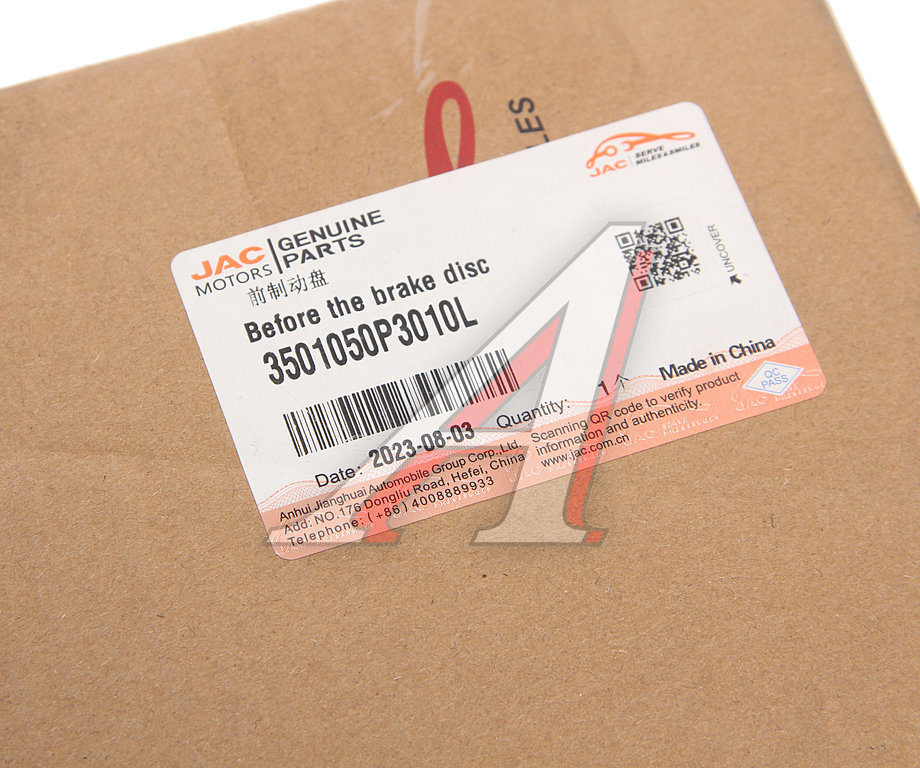 LES
JAC
SERVE
MILES & SMILES
JAC
MOTORS
GENUINE
PARTS
前制动盘
Before the brake disc
3501050P3010L
UNCOVER
Made in China
QC
PASS
Quantity: 1个
Date: 2023-08-03
Scanning QR code to verify product
information and authenticity.
www.jac.com.cn
Anhui Jianghuai Automobile Group Corp.,Ltd.
Add: NO.176 Dongliu Road, Hefei, China
Telephone: (+86) 4008889933